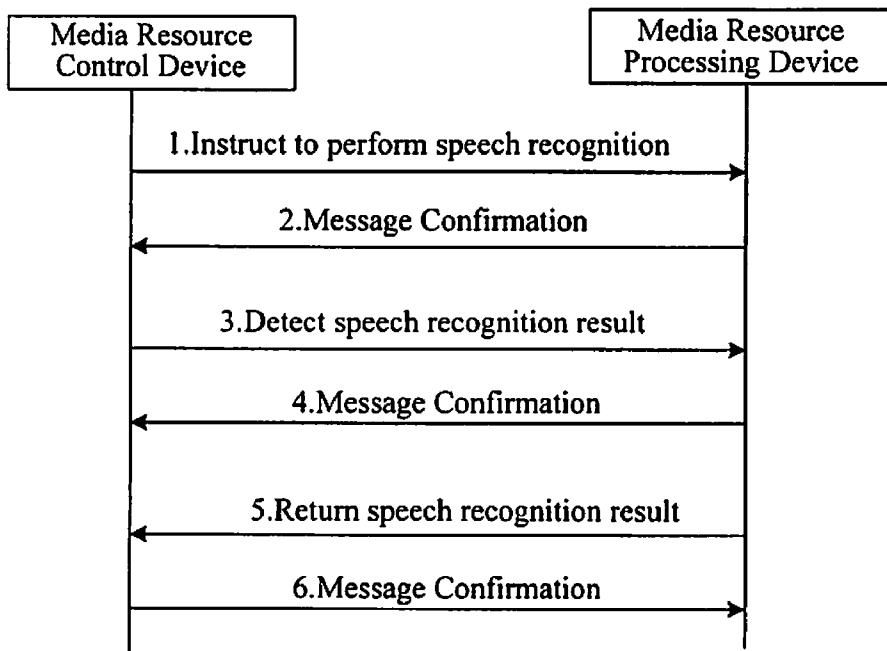 Media Resource
Control Device
Media Resource
Processing Device
1.Instruct to perform speech recognition
2.Message Confirmation
3.Detect speech recognition result
4.Message Confirmation
5.Return speech recognition result
6.Message Confirmation